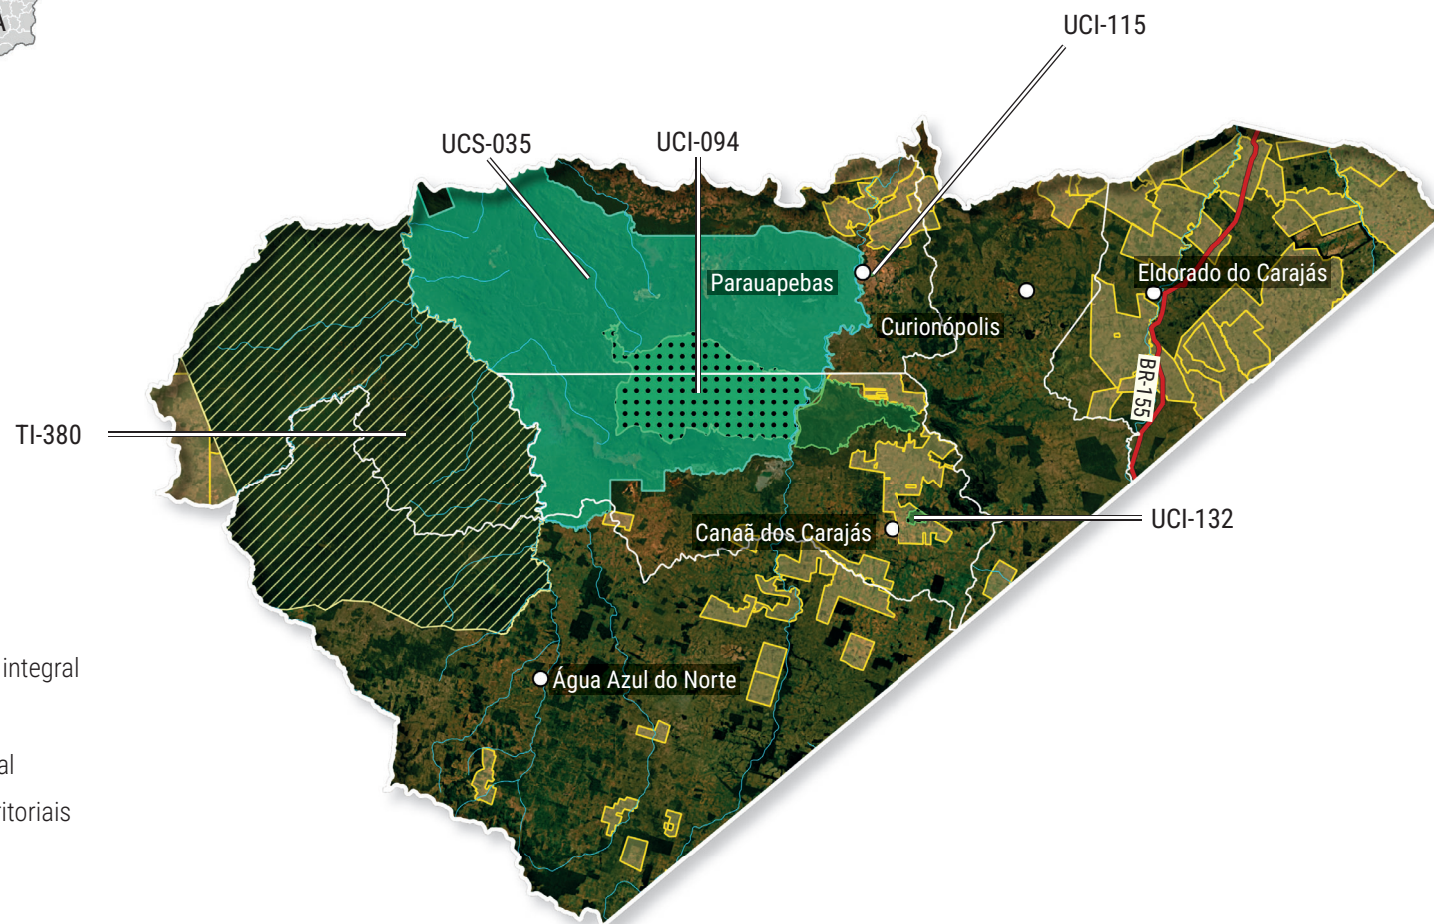 UCI-115
UCS-035
UCI-094
Eldorado do Carajás
Parauapebas
Curionópolis
BR-155
TI-380
UCI-132
Canaã dos Carajás
integral
Água Azul do Norte
al
itoriais